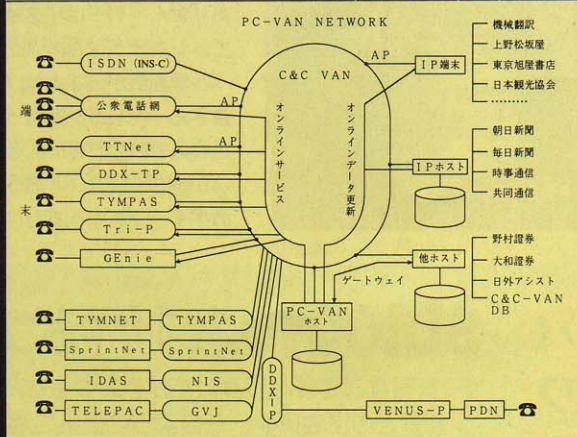 PC-VAN NETWORK
C&C VAN
AP
ISDN (INS-C)
公衆電話網
AP
TTNet
AP
DDX-TP
TYMPAS
Tri-P
GEnie
端
末
オンラインサービス
オンラインデータ更新
IP端末
機械翻訳
上野松坂屋
東京旭屋書店
日本観光協会
………
IPホスト
朝日新聞
毎日新聞
時事通信
共同通信
他ホスト
野村證券
大和證券
日外アシスト
C&C-VAN
DB
ゲートウェイ
PC-VAN
ホスト
TYMNET
TYMPAS
SprintNet
SprintNet
IDAS
NIS
TELEPAC
GVJ
DDX-P
VENUS-P
PDN